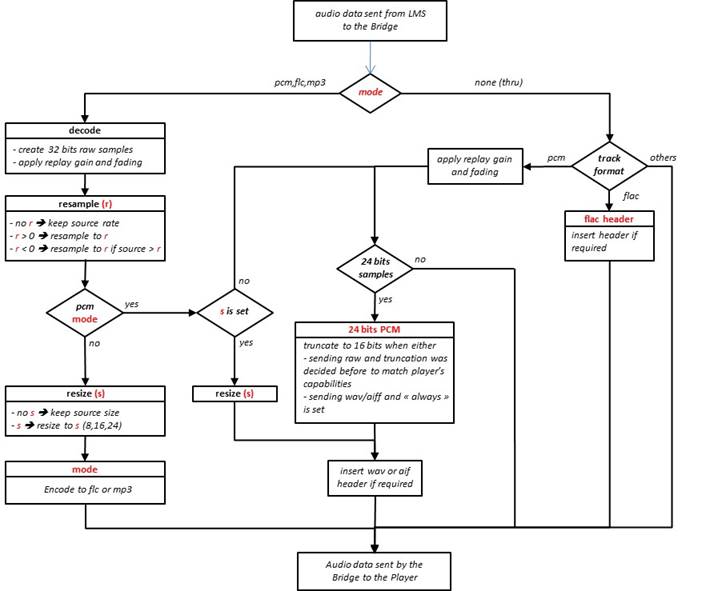 audio data sent from LMS
to the Bridge
pcm,flc,mp3
mode
none (thru)
decode
- create 32 bits raw samples
- apply replay gain and fading
apply replay gain
and fading
pcm
track
format
others
flac
resample (r)
- no r ➔ keep source rate
- r > 0 ➔ resample to r
- r < 0 ➔ resample to r if source > r
flac header
insert header if
required
24 bits
samples
no
yes
no
pcm
mode
yes
s is set
no
yes
24 bits PCM
truncate to 16 bits when either
- sending raw and truncation was
decided before to match player's
capabilities
- sending wav/aiff and « always »
is set
resize (s)
- no s ➔ keep source size
- s ➔ resize to s (8,16,24)
resize (s)
mode
Encode to flc or mp3
insert wav or aif
header if required
Audio data sent by the
Bridge to the Player